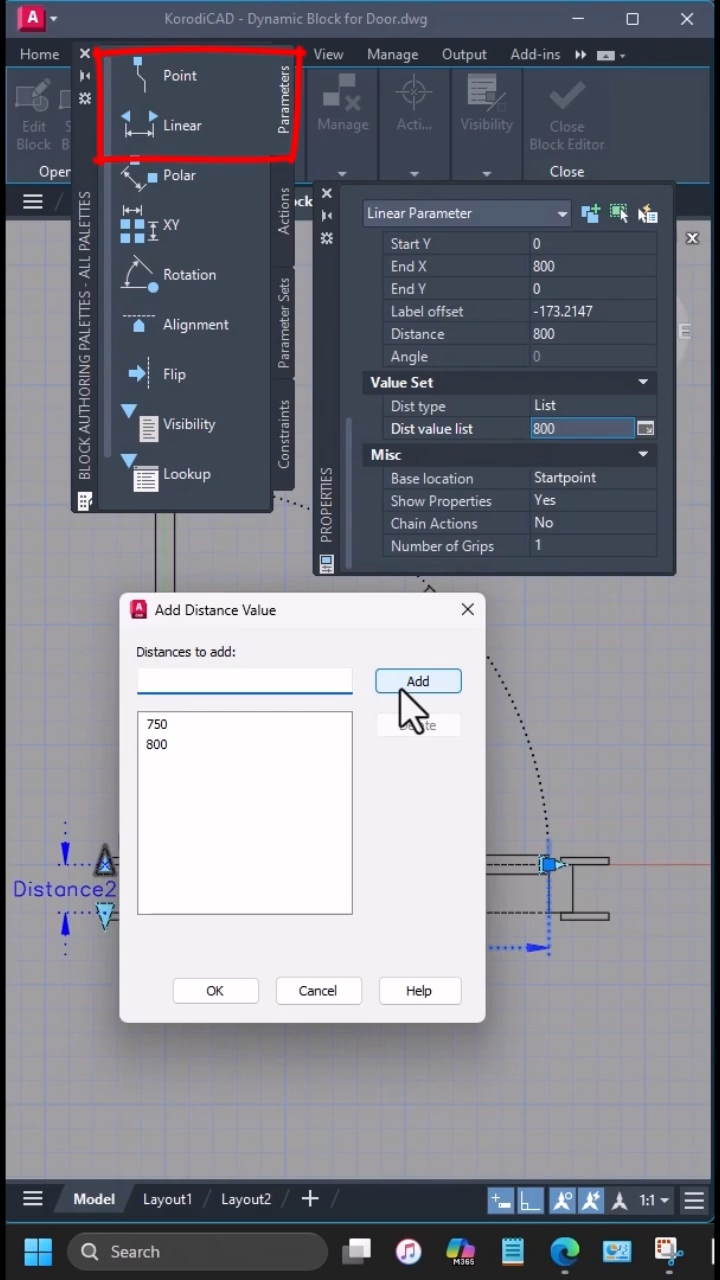 A
KorodiCAD - Dynamic Block for Door.dwg
Home
View
Manage
Output
Add-ins
Point
Linear
Polar
XY
Rotation
Alignment
Flip
Visibility
Lookup
Parameters
Actions
Parameter Sets
Constraints
BLOCK AUTHORING PALETTES - ALL PALETTES
Edit
Block
Manage
Acti...
Visibility
Close
Block Editor
Close
Linear Parameter
Start Y 0
End X 800
End Y 0
Label offset -173.2147
Distance 800
Angle 0
Value Set
Dist type List
Dist value list 800
Misc
Base location Startpoint
Show Properties Yes
Chain Actions No
Number of Grips 1
PROPERTIES
E
Add Distance Value
Distances to add:
Add
750
800
OK
Cancel
Help
Distance2
Model
Layout1
Layout2
1:1
Search
M365